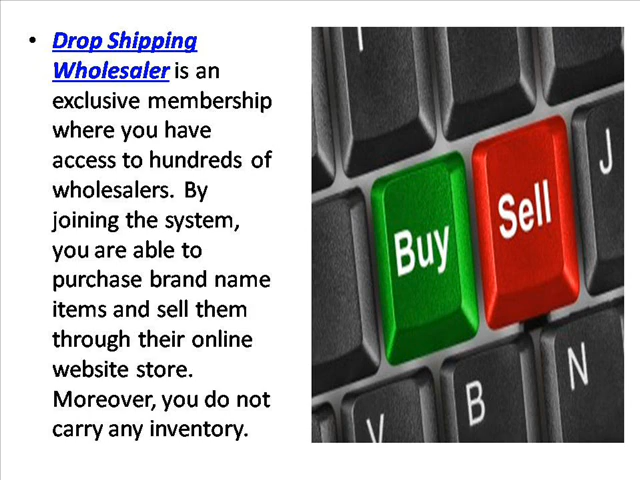 • Drop Shipping
Wholesaler is an
exclusive membership
where you have
access to hundreds of
wholesalers. By
joining the system,
you are able to
purchase brand name
items and sell them
through their online
website store.
Moreover, you do not
carry any inventory.
Buy
Sell
J
V
B
N